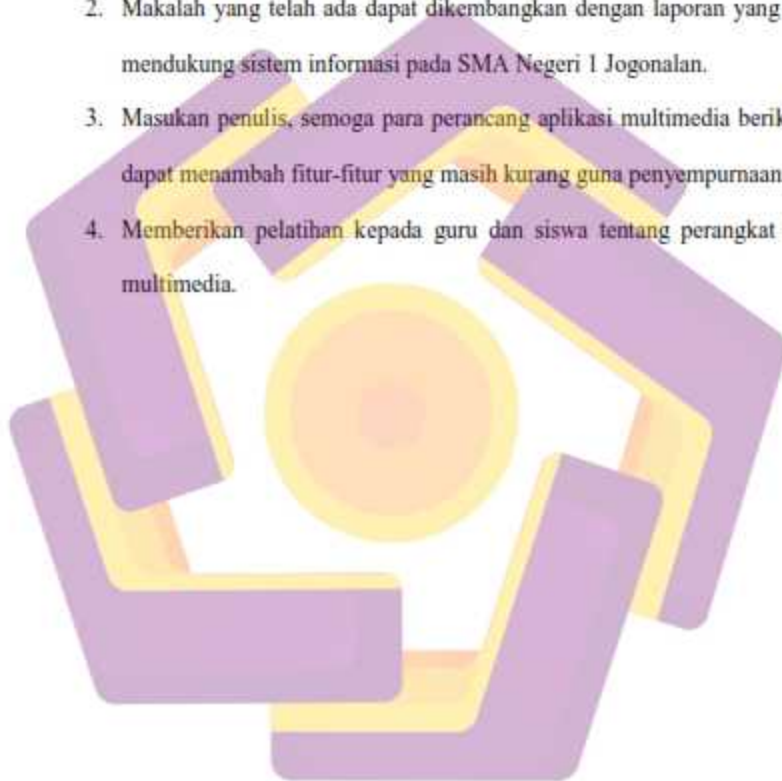 2. Makalah yang telah ada dapat dikembangkan dengan laporan yang
mendukung sistem informasi pada SMA Negeri 1 Jogonalan.
3. Masukan penulis, semoga para perancang aplikasi multimedia berik
dapat menambah fitur-fitur yang masih kurang guna penyempurnaan
4. Memberikan pelatihan kepada guru dan siswa tentang perangkat
multimedia.